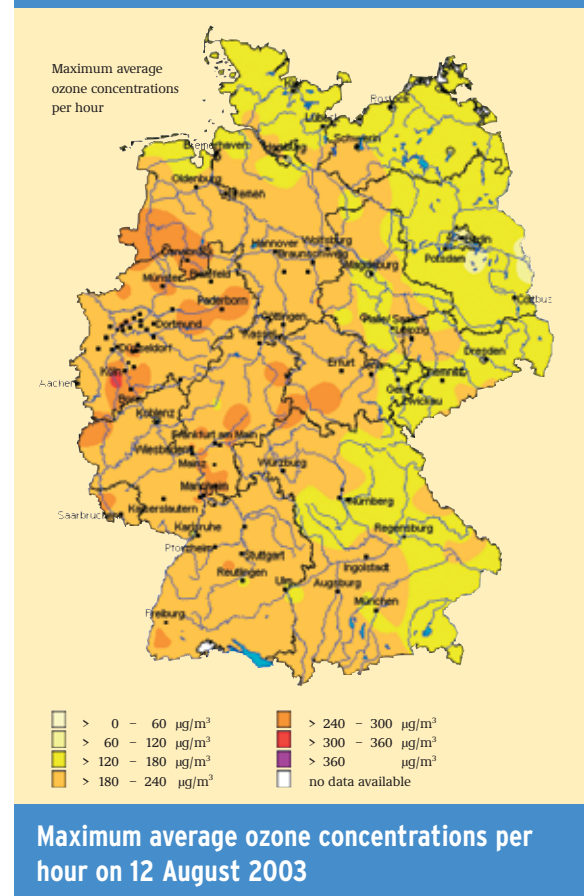 Maximum average
ozone concentrations
per hour
Kiel
Rostock
Lübeck
Schwerin
Bremerhaven
Hamburg
Oldenburg
Bremen
Hannover
Wolfsburg
Braunschweig
Berlin
Potsdam
Osnabrück
Magdeburg
Münster
Bielefeld
Cottbus
Paderborn
Göttingen
Halle/ Saale
Leipzig
Dortmund
Kassel
Düsseldorf
Dresden
Erfurt
Jena
Köln
Chemnitz
Gera
Aachen
Zwickau
Bonn
Koblenz
Frankfurt am Main
Wiesbaden
Mainz
Würzburg
Manheim
Nürnberg
Kaiserslautern
Saarbrücken
Karlsruhe
Regensburg
Pforzheim
Stuttgart
Ingolstadt
Reutlingen
Ulm
Augsburg
München
Freiburg
> 0 – 60 µg/m³
> 60 – 120 µg/m³
> 120 – 180 µg/m³
> 180 – 240 µg/m³
> 240 – 300 µg/m³
> 300 – 360 µg/m³
> 360 µg/m³
no data available
Maximum average ozone concentrations per
hour on 12 August 2003